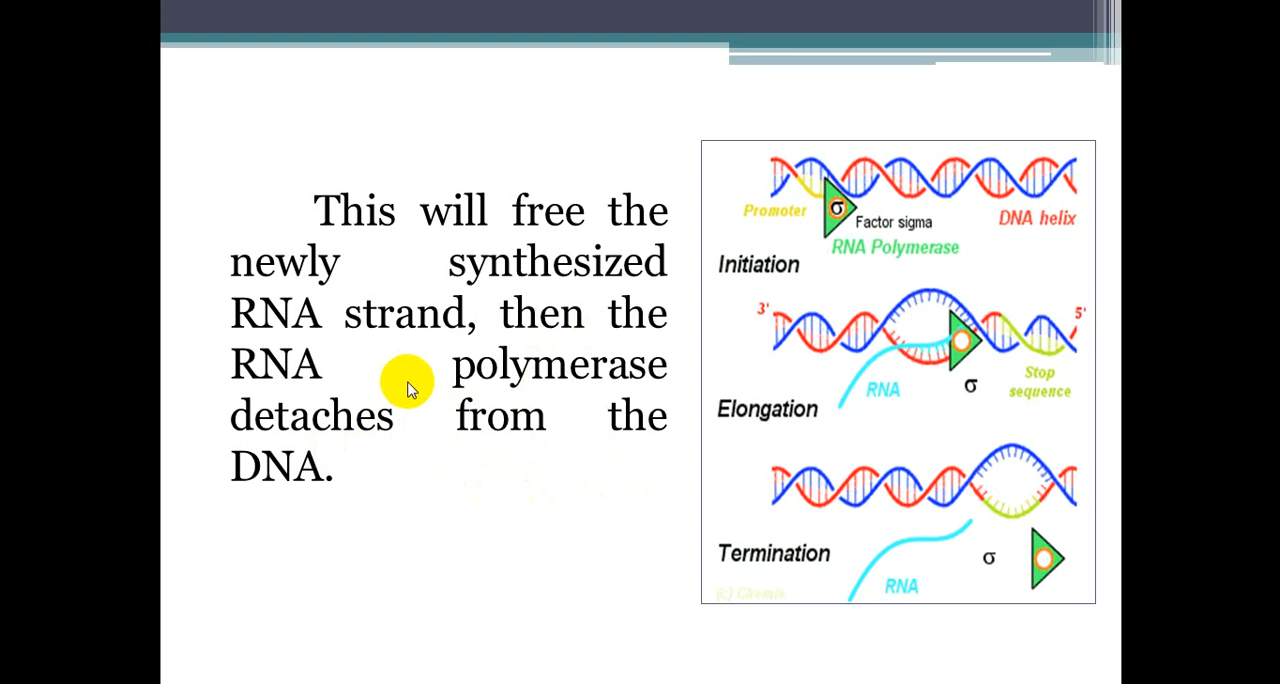 This will free the
newly synthesized
RNA strand, then the
RNA polymerase
detaches from the
DNA.
Promoter
σ
Factor sigma
DNA helix
RNA Polymerase
Initiation
3'
5'
RNA
σ
Stop
sequence
Elongation
Termination
σ
RNA
(c) Chemie